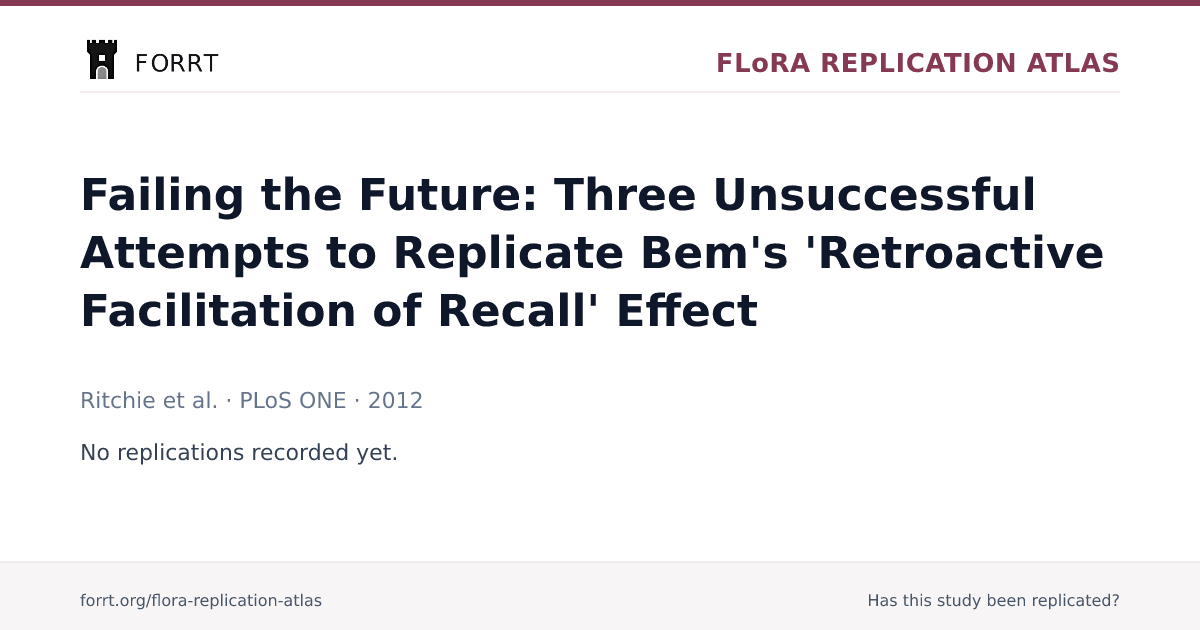 FORRT
FLoRA REPLICATION ATLAS
Failing the Future: Three Unsuccessful
Attempts to Replicate Bem's 'Retroactive
Facilitation of Recall' Effect
Ritchie et al. · PLoS ONE · 2012
No replications recorded yet.
forrt.org/flora-replication-atlas
Has this study been replicated?